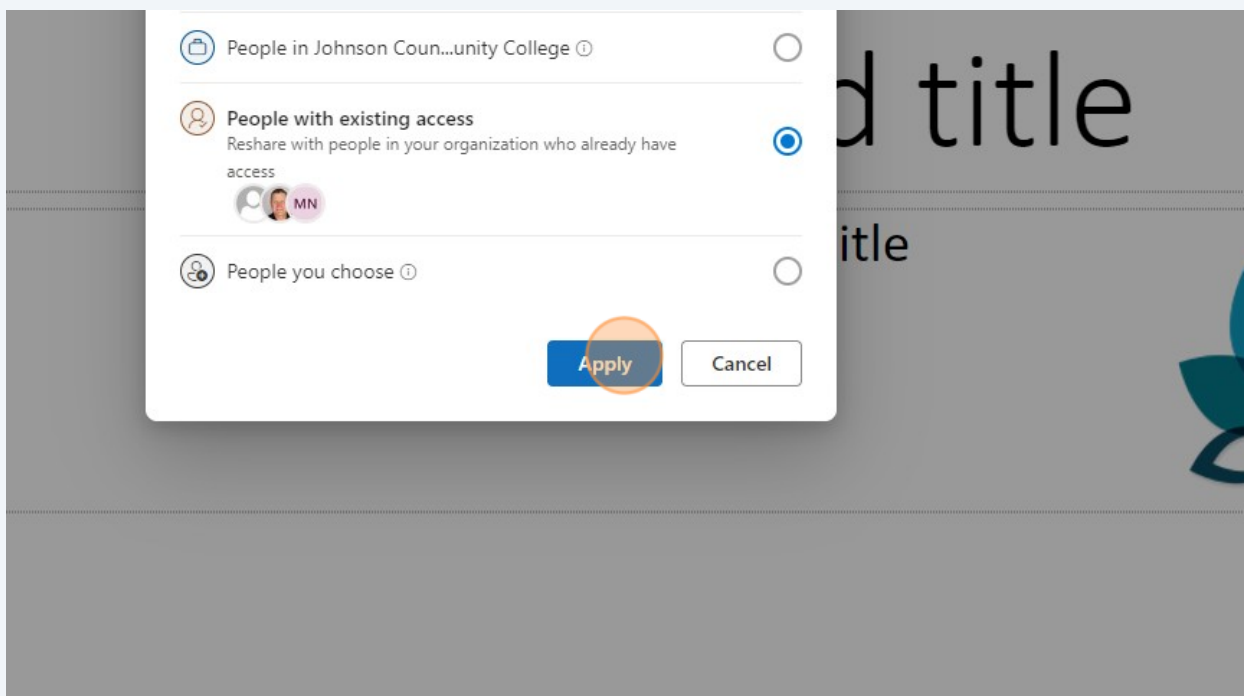 People in Johnson Coun...unity College
d title
People with existing access
Reshare with people in your organization who already have
access
MN
itle
People you choose
Apply Cancel